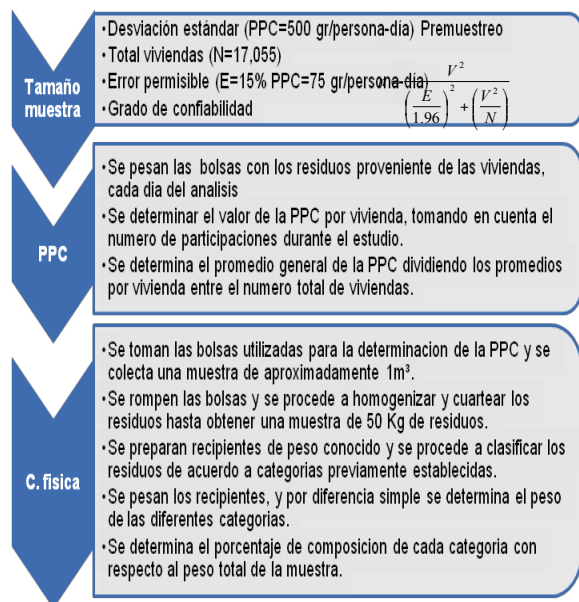 Tamaño
muestra
•Desviación estándar (PPC=500 gr/persona-día) Premuestreo
•Total viviendas (N=17,055)
•Error permisible (E=15% PPC=75 gr/persona-día)
•Grado de confiabilidad
V²
(E/1.96)² + (V²/N)
PPC
•Se pesan las bolsas con los residuos proveniente de las viviendas,
cada dia del analisis
•Se determinar el valor de la PPC por vivienda, tomando en cuenta el
numero de participaciones durante el estudio.
•Se determina el promedio general de la PPC dividiendo los promedios
por vivienda entre el numero total de viviendas.
C. fisica
•Se toman las bolsas utilizadas para la determinacion de la PPC y se
colecta una muestra de aproximadamente 1m³.
•Se rompen las bolsas y se procede a homogenizar y cuartear los
residuos hasta obtener una muestra de 50 Kg de residuos.
•Se preparan recipientes de peso conocido y se procede a clasificar los
residuos de acuerdo a categorias previamente establecidas.
•Se pesan los recipientes, y por diferencia simple se determina el peso
de las diferentes categorias.
•Se determina el porcentaje de composicion de cada categoria con
respecto al peso total de la muestra.